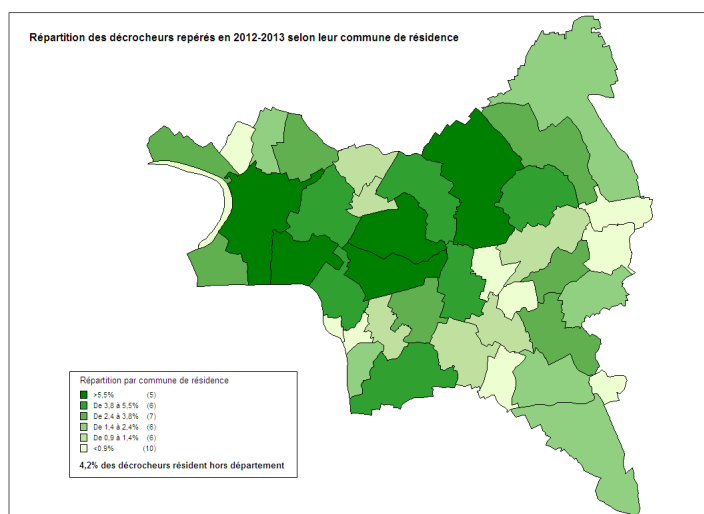 Répartition des décrocheurs repérés en 2012-2013 selon leur commune de résidence
Répartition par commune de résidence
>5,5% (5)
De 3,8 à 5,5% (6)
De 2,4 à 3,8% (7)
De 1,4 à 2,4% (6)
De 0,9 à 1,4% (6)
<0.9% (10)
4,2% des décrocheurs résident hors département